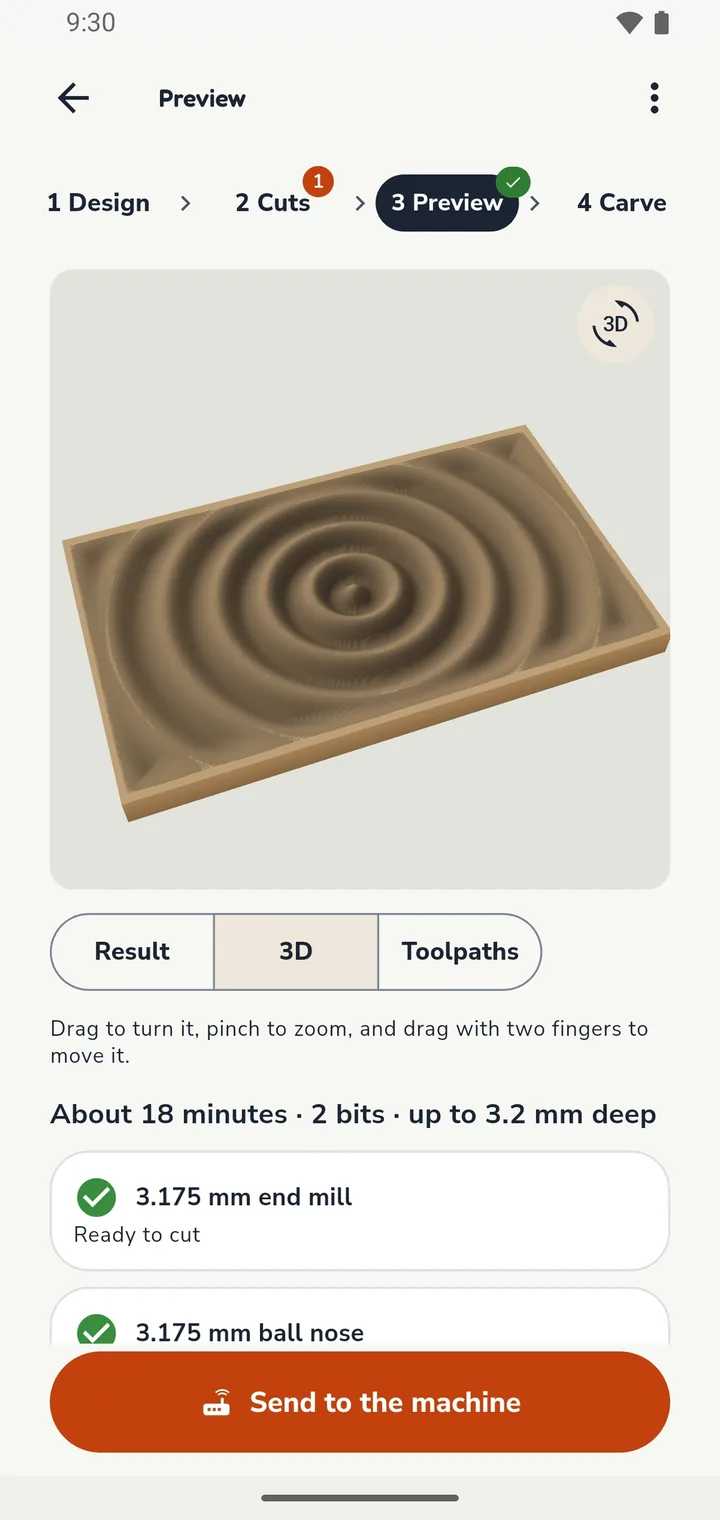 9:30
Preview
1 Design
2 Cuts
1
3 Preview
4 Carve
3D
Result
3D
Toolpaths
Drag to turn it, pinch to zoom, and drag with two fingers to
move it.
About 18 minutes · 2 bits · up to 3.2 mm deep
3.175 mm end mill
Ready to cut
3.175 mm ball nose
Send to the machine